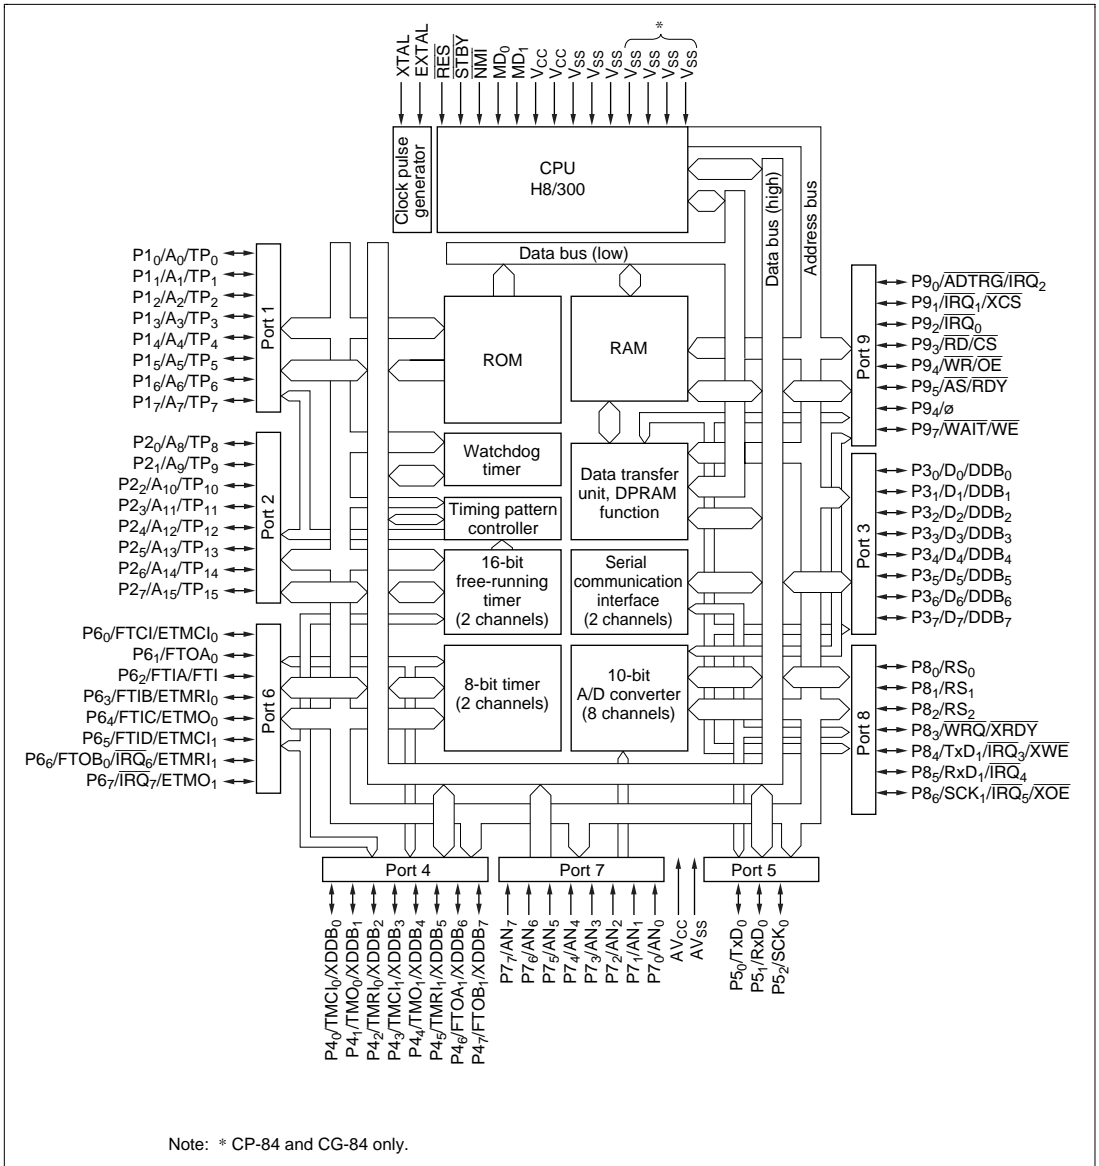 *
XTAL
EXTAL
RES
STBY
NMI
MD0
MD1
VCC
VCC
VSS
VSS
VSS
VSS
VSS
VSS
VSS
Clock pulse
generator
CPU
H8/300
Data bus (low)
Data bus (high)
Address bus
P10/A0/TP0
P11/A1/TP1
P12/A2/TP2
P13/A3/TP3
P14/A4/TP4
P15/A5/TP5
P16/A6/TP6
P17/A7/TP7
Port 1
P20/A8/TP8
P21/A9/TP9
P22/A10/TP10
P23/A11/TP11
P24/A12/TP12
P25/A13/TP13
P26/A14/TP14
P27/A15/TP15
Port 2
P60/FTCI/ETMCI0
P61/FTOA0
P62/FTIA/FTI
P63/FTIB/ETMRI0
P64/FTIC/ETMO0
P65/FTID/ETMCI1
P66/FTOB0/IRQ6/ETMRI1
P67/IRQ7/ETMO1
Port 6
ROM
RAM
Watchdog
timer
Timing pattern
controller
16-bit
free-running
timer
(2 channels)
8-bit timer
(2 channels)
Data transfer
unit, DPRAM
function
Serial
communication
interface
(2 channels)
10-bit
A/D converter
(8 channels)
Port 9
P90/ADTRG/IRQ2
P91/IRQ1/XCS
P92/IRQ0
P93/RD/CS
P94/WR/OE
P95/AS/RDY
P94/ø
P97/WAIT/WE
Port 3
P30/D0/DDB0
P31/D1/DDB1
P32/D2/DDB2
P33/D3/DDB3
P34/D4/DDB4
P35/D5/DDB5
P36/D6/DDB6
P37/D7/DDB7
Port 8
P80/RS0
P81/RS1
P82/RS2
P83/WRQ/XRDY
P84/TxD1/IRQ3/XWE
P85/RxD1/IRQ4
P86/SCK1/IRQ5/XOE
Port 4
Port 7
Port 5
P40/TMCI0/XDDB0
P41/TMO0/XDDB1
P42/TMRI0/XDDB2
P43/TMCI1/XDDB3
P44/TMO1/XDDB4
P45/TMRI1/XDDB5
P46/FTOA1/XDDB6
P47/FTOB1/XDDB7
P77/AN7
P76/AN6
P75/AN5
P74/AN4
P73/AN3
P72/AN2
P71/AN1
P70/AN0
AVCC
AVSS
P50/TxD0
P51/RxD0
P52/SCK0
Note: * CP-84 and CG-84 only.